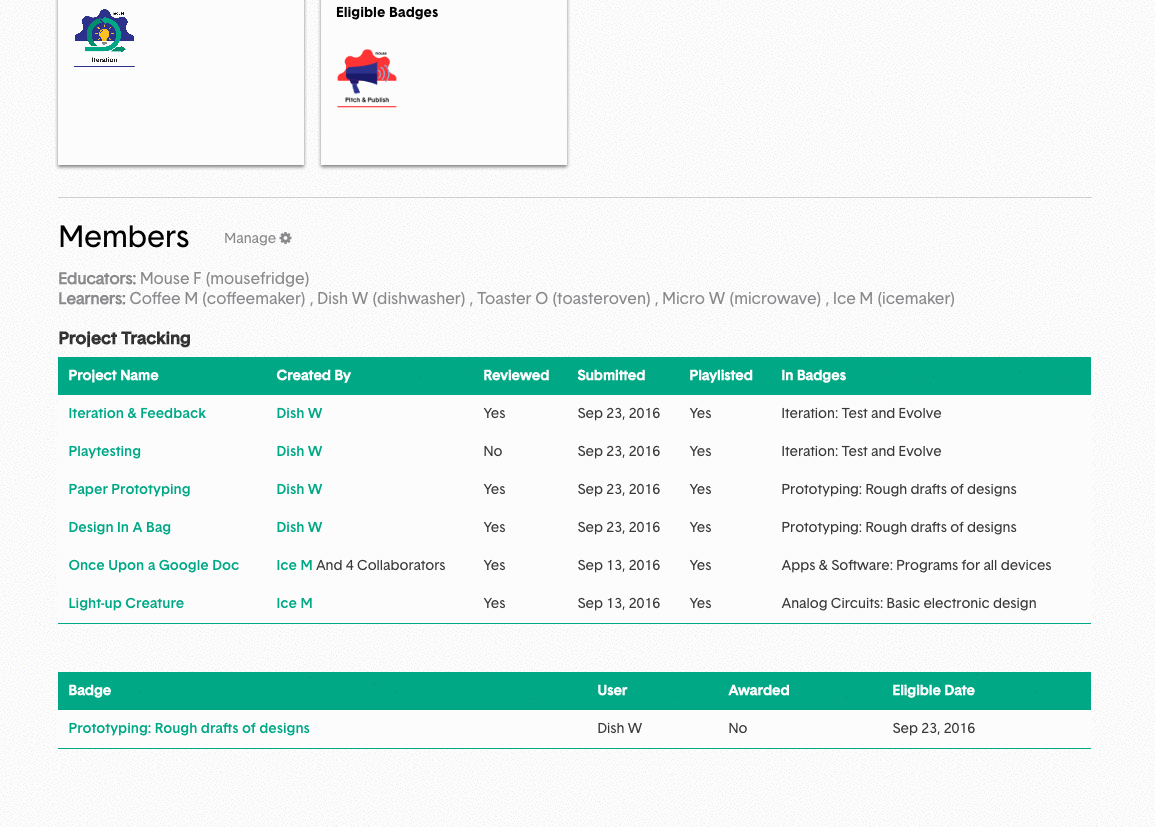 Eligible Badges
Iteration
mouse
Pitch & Publish
Members Manage
Educators: Mouse F (mousefridge)
Learners: Coffee M (coffeemaker) , Dish W (dishwasher) , Toaster O (toasteroven) , Micro W (microwave) , Ice M (icemaker)
Project Tracking
Project Name Created By Reviewed Submitted Playlisted In Badges
Iteration & Feedback Dish W Yes Sep 23, 2016 Yes Iteration: Test and Evolve
Playtesting Dish W No Sep 23, 2016 Yes Iteration: Test and Evolve
Paper Prototyping Dish W Yes Sep 23, 2016 Yes Prototyping: Rough drafts of designs
Design In A Bag Dish W Yes Sep 23, 2016 Yes Prototyping: Rough drafts of designs
Once Upon a Google Doc Ice M And 4 Collaborators Yes Sep 13, 2016 Yes Apps & Software: Programs for all devices
Light-up Creature Ice M Yes Sep 13, 2016 Yes Analog Circuits: Basic electronic design
Badge User Awarded Eligible Date
Prototyping: Rough drafts of designs Dish W No Sep 23, 2016